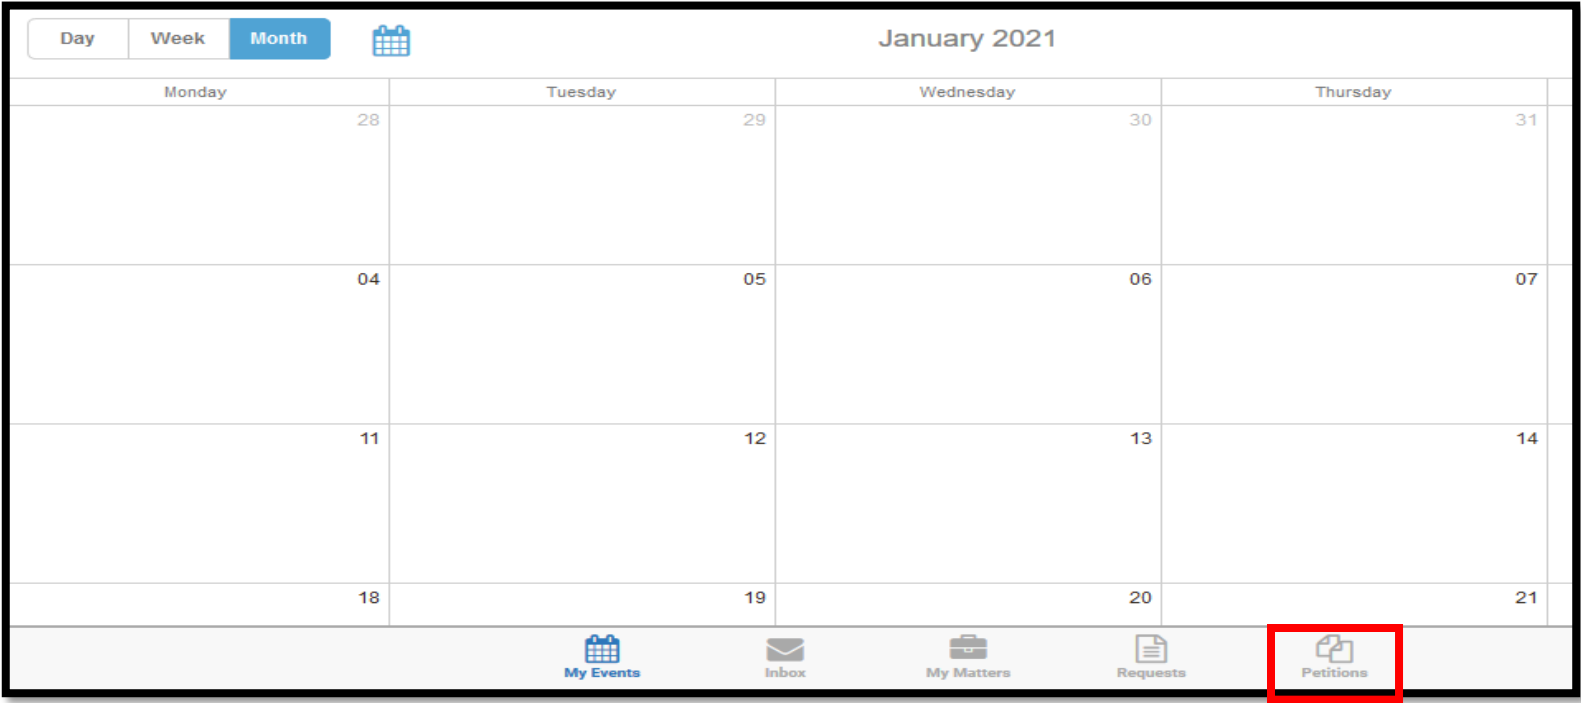 Day Week Month January 2021
Monday Tuesday Wednesday Thursday
28 29 30 31
04 05 06 07
11 12 13 14
18 19 20 21
My Events Inbox My Matters Requests Petitions